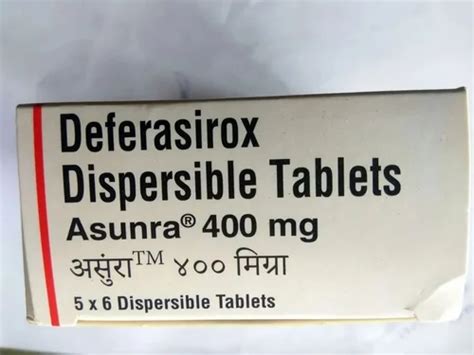 Deferasirox
Dispersible Tablets
Asunra® 400 mg
असुंरा™ ४०० मिग्रा
5 x 6 Dispersible Tablets